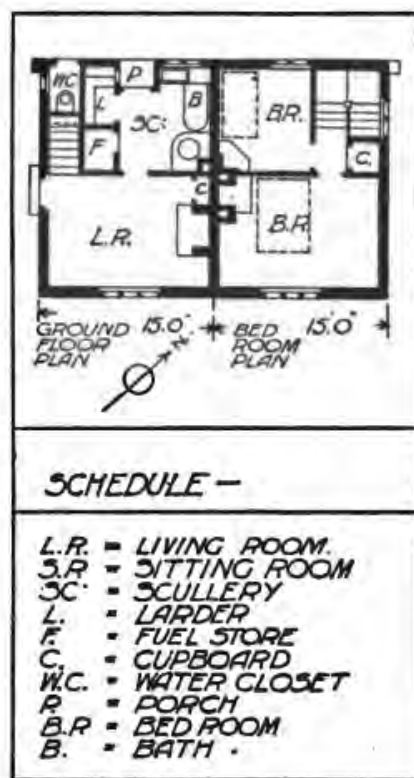 WC
P
L
SC:
B
F
C
L.R.
B.R.
C.
B.R.
GROUND FLOOR PLAN
15'.0"
BED ROOM PLAN
15'.0"
N.
SCHEDULE —
L.R. = LIVING ROOM.
S.R = SITTING ROOM
SC. = SCULLERY
L. = LARDER
F. = FUEL STORE
C. = CUPBOARD
W.C. = WATER CLOSET
P. = PORCH
B.R = BED ROOM
B. = BATH .